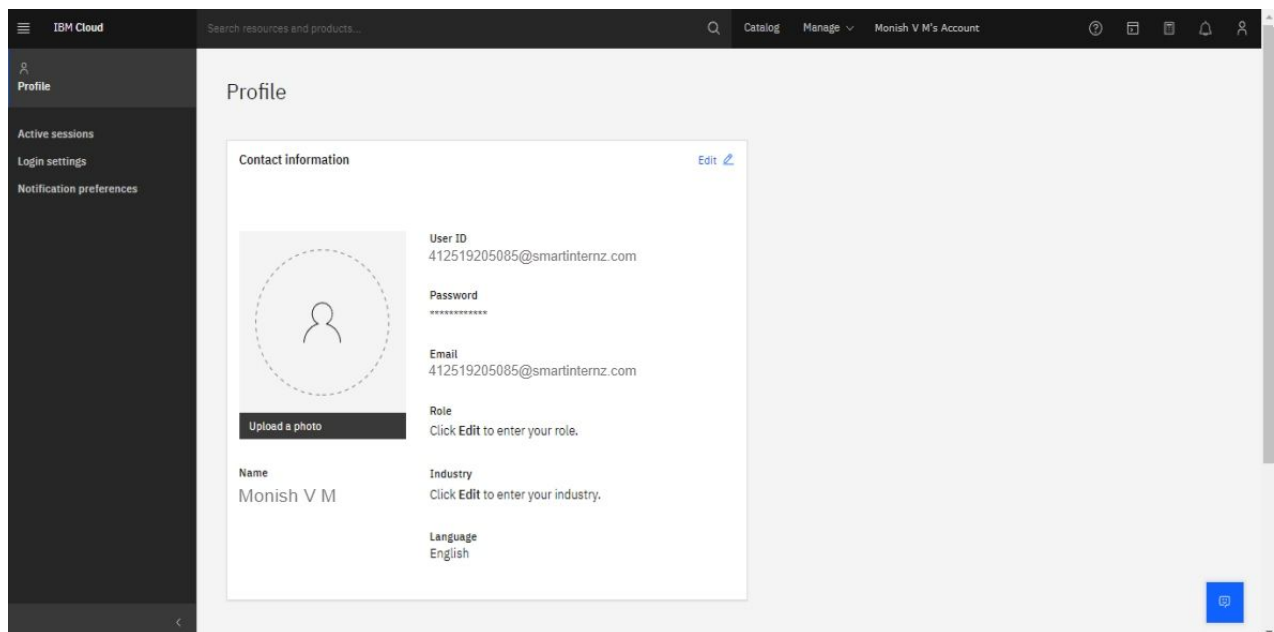 IBM Cloud
Search resources and products...
Catalog
Manage
Monish V M's Account
Profile
Active sessions
Login settings
Notification preferences
Profile
Contact information
Edit
Upload a photo
Name
Monish V M
User ID
412519205085@smartinternz.com
Password
************
Email
412519205085@smartinternz.com
Role
Click Edit to enter your role.
Industry
Click Edit to enter your industry.
Language
English